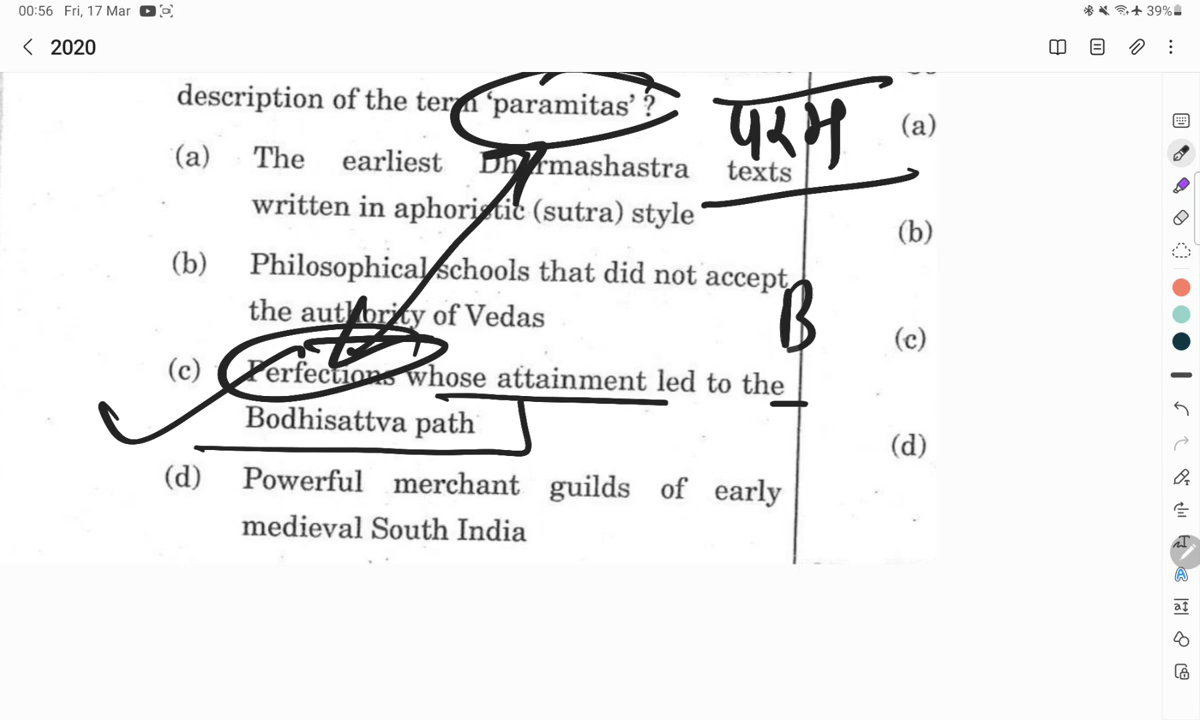 00:56 Fri, 17 Mar
39%
2020
description of the term 'paramitas' ?
परम
(a) The earliest Dharmashastra texts
written in aphoristic (sutra) style
(b) Philosophical schools that did not accept
the authority of Vedas
B
(c) Perfections whose attainment led to the
Bodhisattva path
(d) Powerful merchant guilds of early
medieval South India
(a)
(b)
(c)
(d)